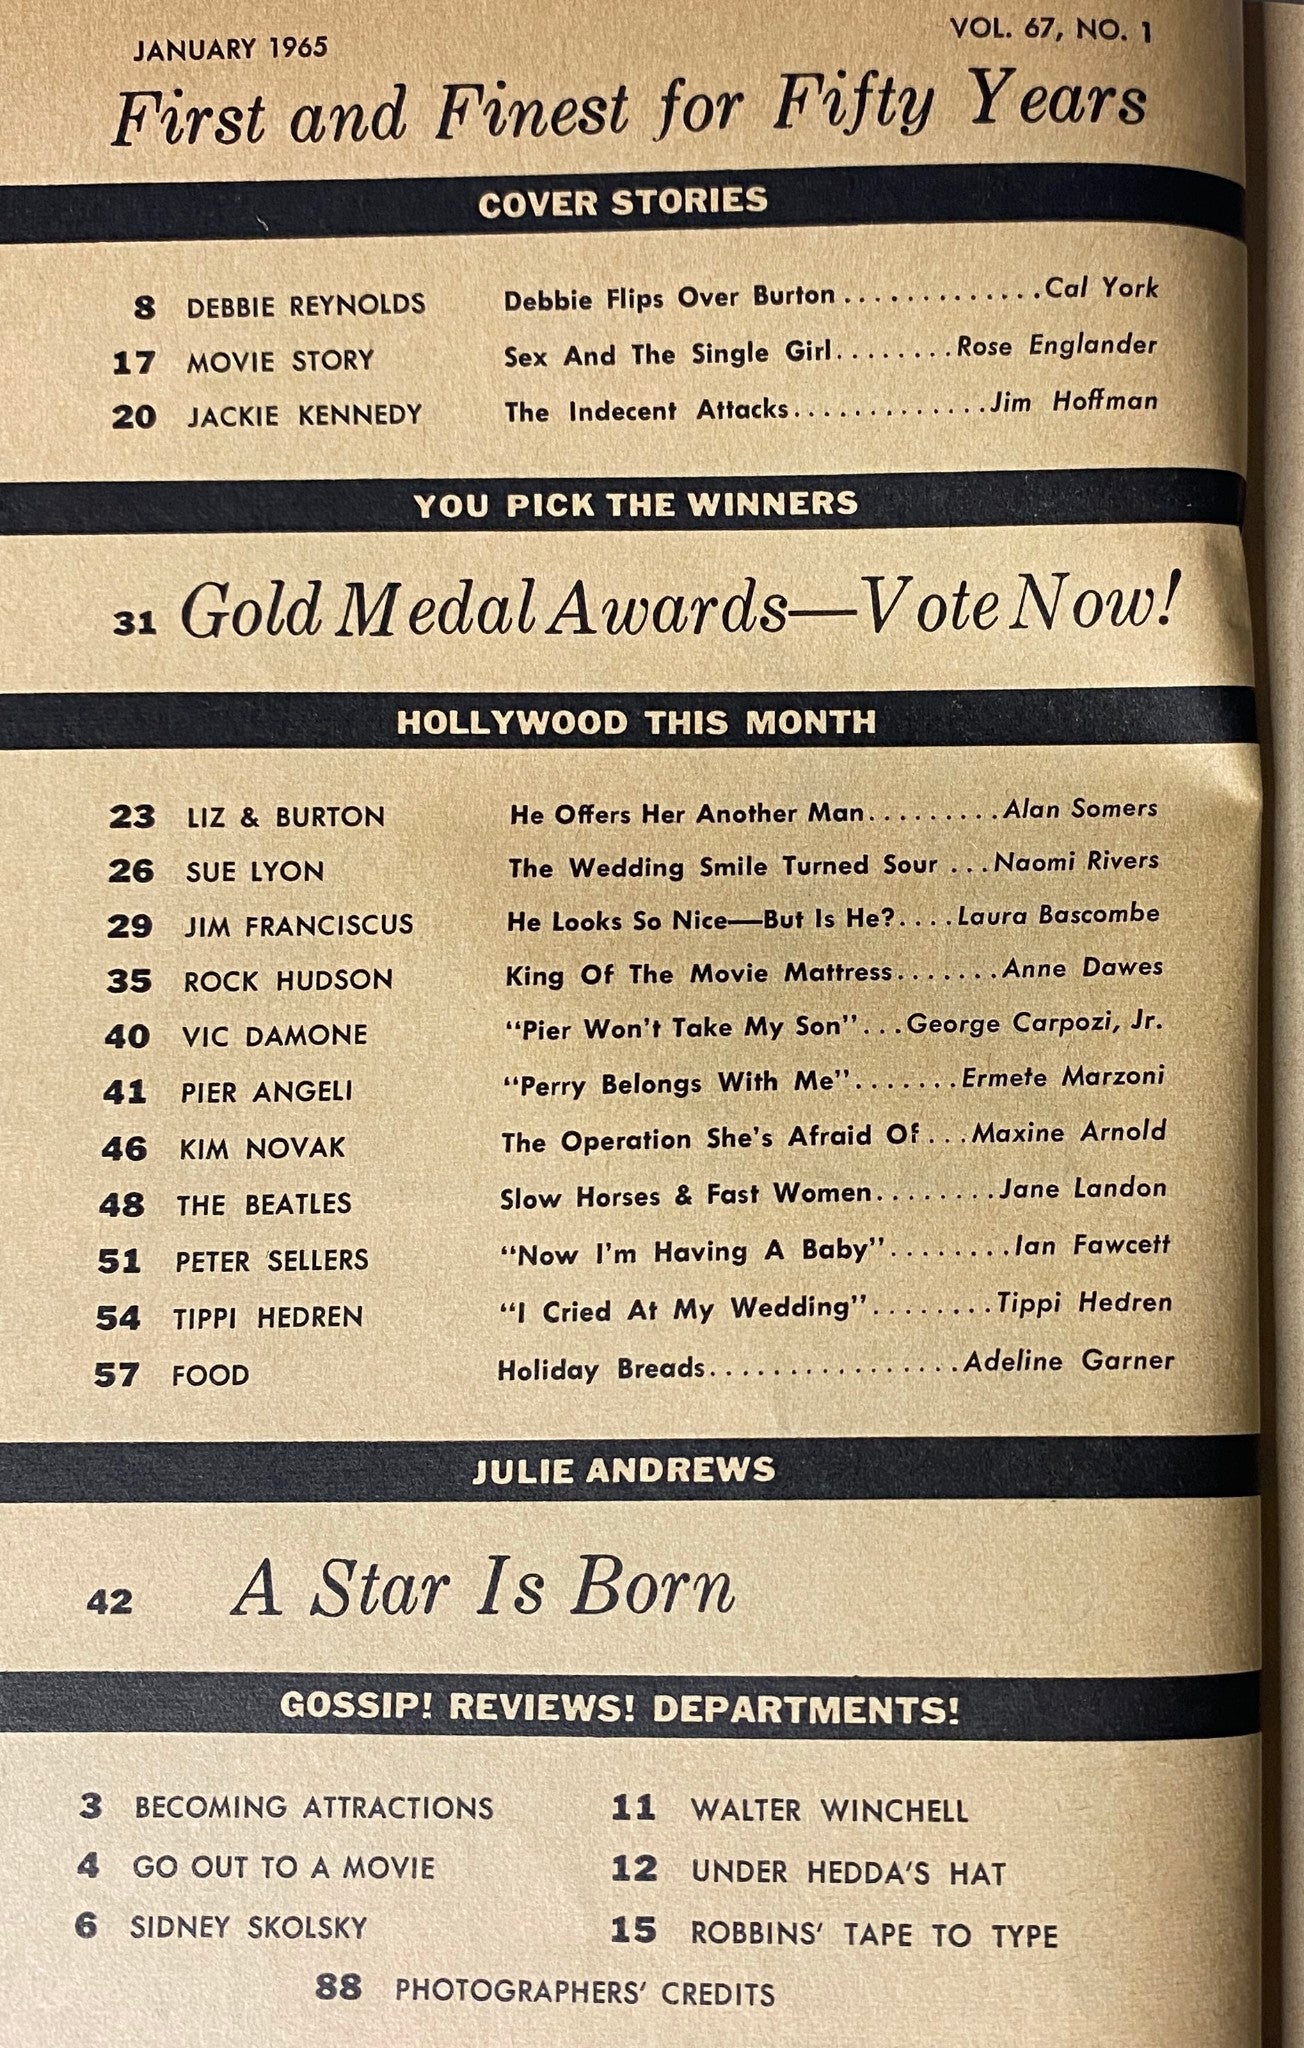 JANUARY 1965 VOL. 67, NO. 1
First and Finest for Fifty Years
COVER STORIES
8 DEBBIE REYNOLDS Debbie Flips Over Burton.............Cal York
17 MOVIE STORY Sex And The Single Girl........Rose Englander
20 JACKIE KENNEDY The Indecent Attacks.............Jim Hoffman
YOU PICK THE WINNERS
31 Gold Medal Awards—Vote Now!
HOLLYWOOD THIS MONTH
23 LIZ & BURTON He Offers Her Another Man.........Alan Somers
26 SUE LYON The Wedding Smile Turned Sour ...Naomi Rivers
29 JIM FRANCISCUS He Looks So Nice—But Is He?....Laura Bascombe
35 ROCK HUDSON King Of The Movie Mattress.......Anne Dawes
40 VIC DAMONE "Pier Won't Take My Son"...George Carpozi, Jr.
41 PIER ANGELI "Perry Belongs With Me".......Ermete Marzoni
46 KIM NOVAK The Operation She's Afraid Of...Maxine Arnold
48 THE BEATLES Slow Horses & Fast Women........Jane Landon
51 PETER SELLERS "Now I'm Having A Baby"........Ian Fawcett
54 TIPPI HEDREN "I Cried At My Wedding"........Tippi Hedren
57 FOOD Holiday Breads................Adeline Garner
JULIE ANDREWS
42 A Star Is Born
GOSSIP! REVIEWS! DEPARTMENTS!
3 BECOMING ATTRACTIONS 11 WALTER WINCHELL
4 GO OUT TO A MOVIE 12 UNDER HEDDA'S HAT
6 SIDNEY SKOLSKY 15 ROBBINS' TAPE TO TYPE
88 PHOTOGRAPHERS' CREDITS